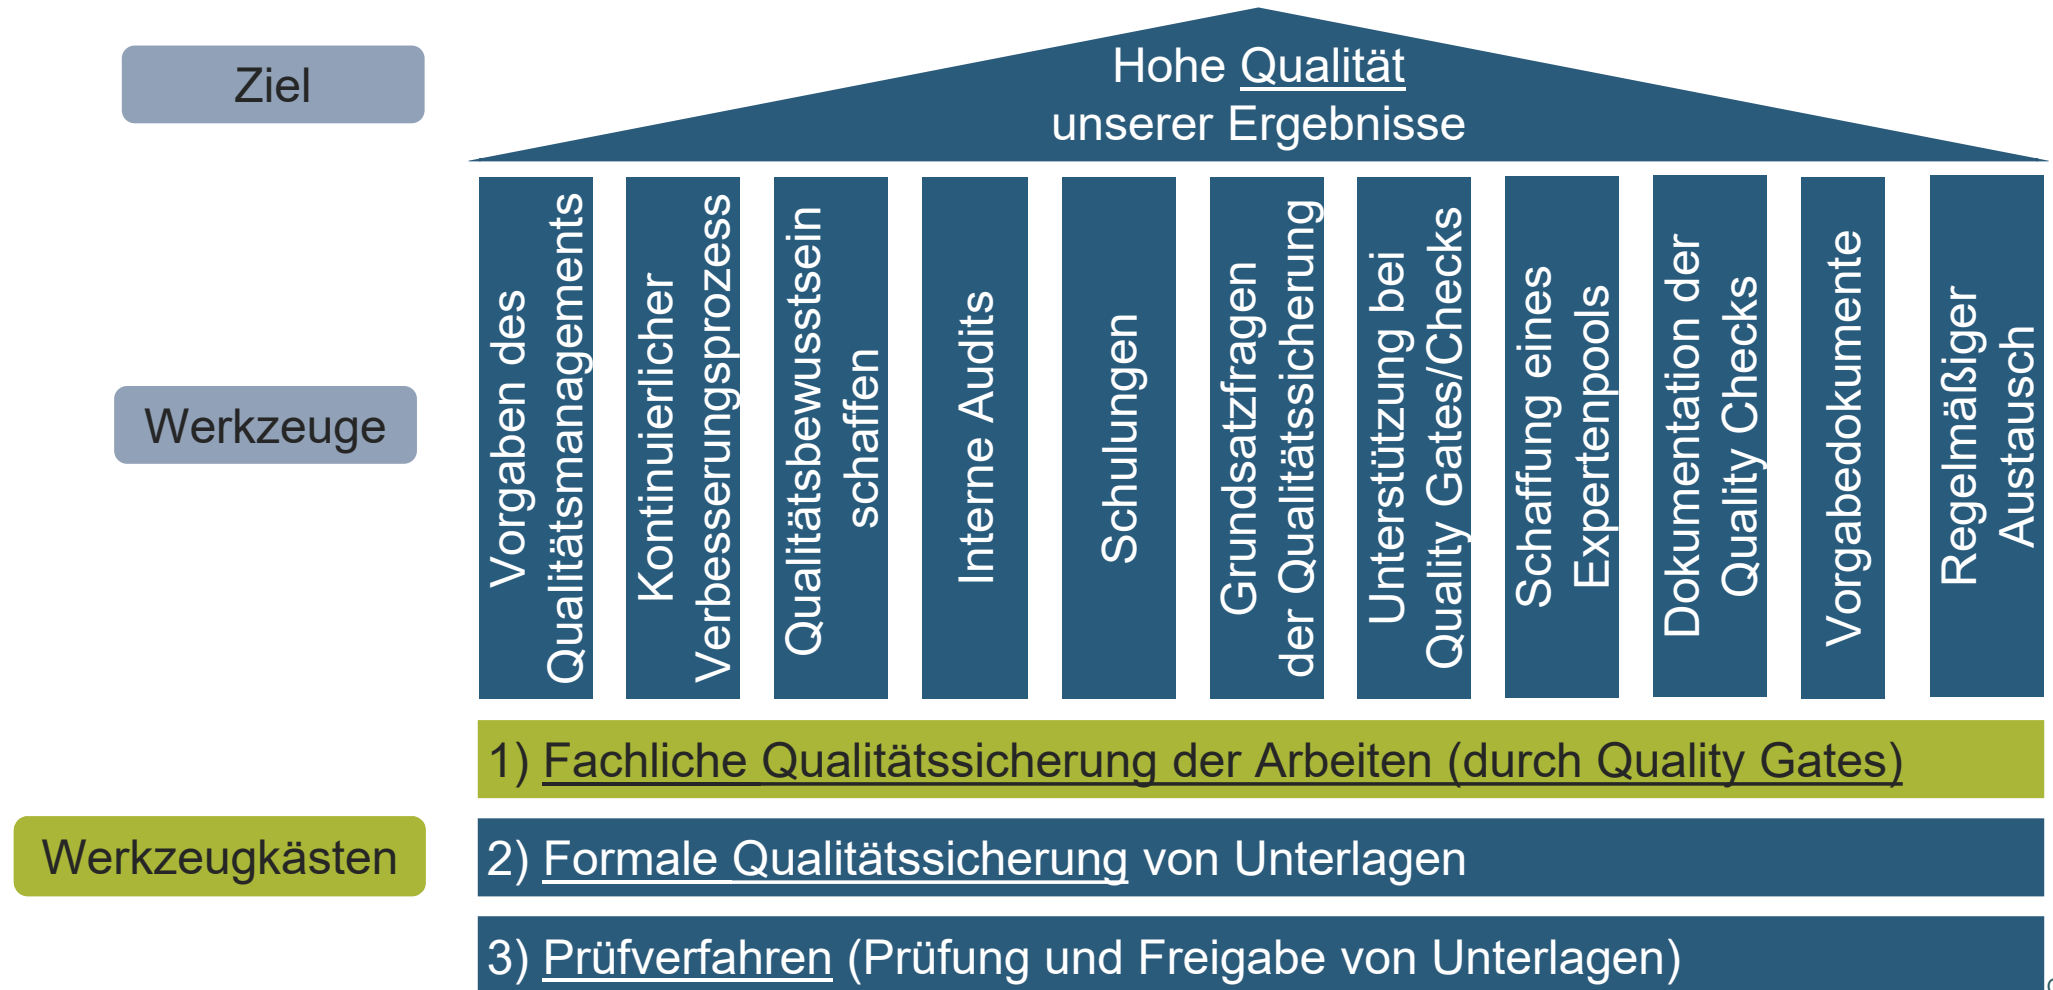 Ziel
Hohe Qualität
unserer Ergebnisse
Werkzeuge
Vorgaben des
Qualitätsmanagements
Kontinuierlicher
Verbesserungsprozess
Qualitätsbewusstsein
schaffen
Interne Audits
Schulungen
Grundsatzfragen
der Qualitätssicherung
Unterstützung bei
Quality Gates/Checks
Schaffung eines
Expertenpools
Dokumentation der
Quality Checks
Vorgabedokumente
Regelmäßiger
Austausch
Werkzeugkästen
1) Fachliche Qualitätssicherung der Arbeiten (durch Quality Gates)
2) Formale Qualitätssicherung von Unterlagen
3) Prüfverfahren (Prüfung und Freigabe von Unterlagen)